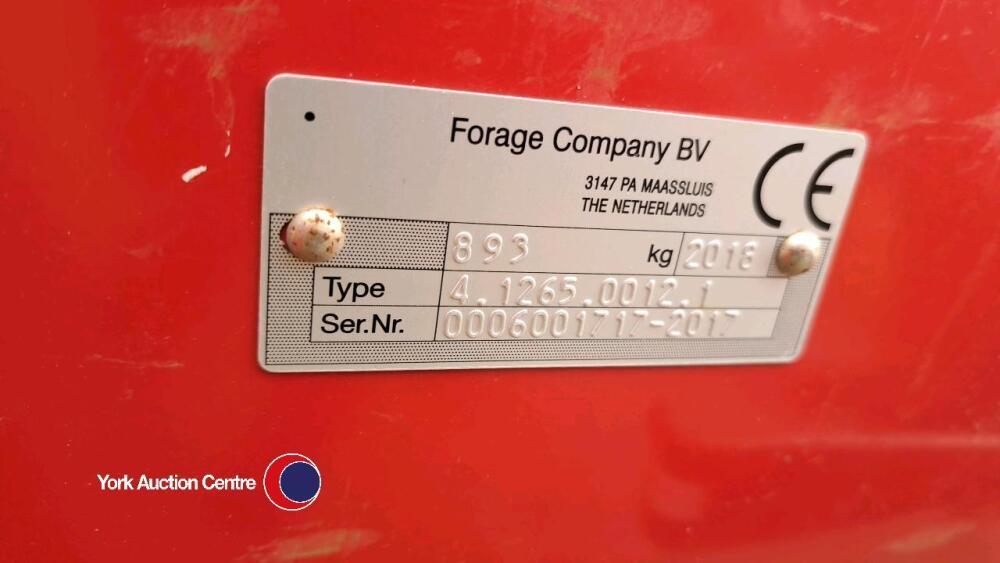 Forage Company BV
CE
3147 PA MAASSLUIS
THE NETHERLANDS
893 kg 2018
Type 4.1265.0012.1
Ser.Nr. 0006001717-2017
York Auction Centre